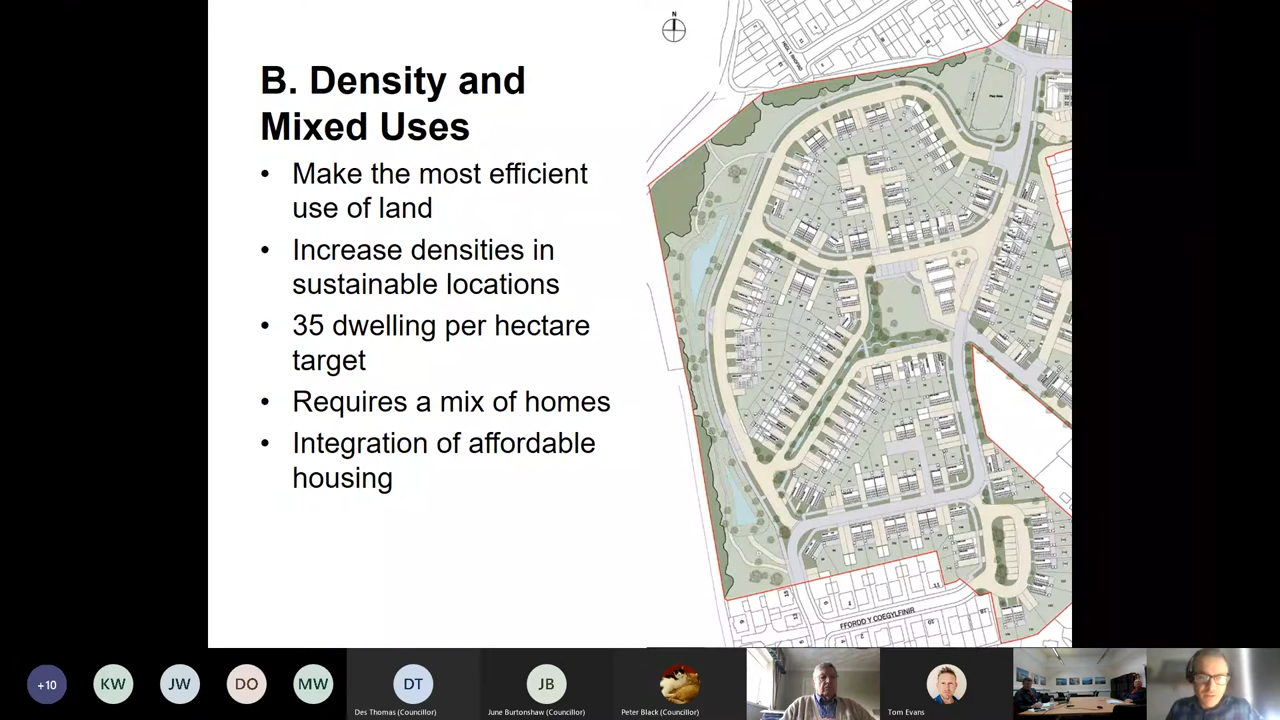 B. Density and
Mixed Uses
• Make the most efficient
use of land
• Increase densities in
sustainable locations
• 35 dwelling per hectare
target
• Requires a mix of homes
• Integration of affordable
housing
N
FFORDD Y COEGYLFINIR
+10
KW
JW
DO
MW
DT
Des Thomas (Councillor)
JB
June Burtonshaw (Councillor)
Peter Black (Councillor)
Tom Evans